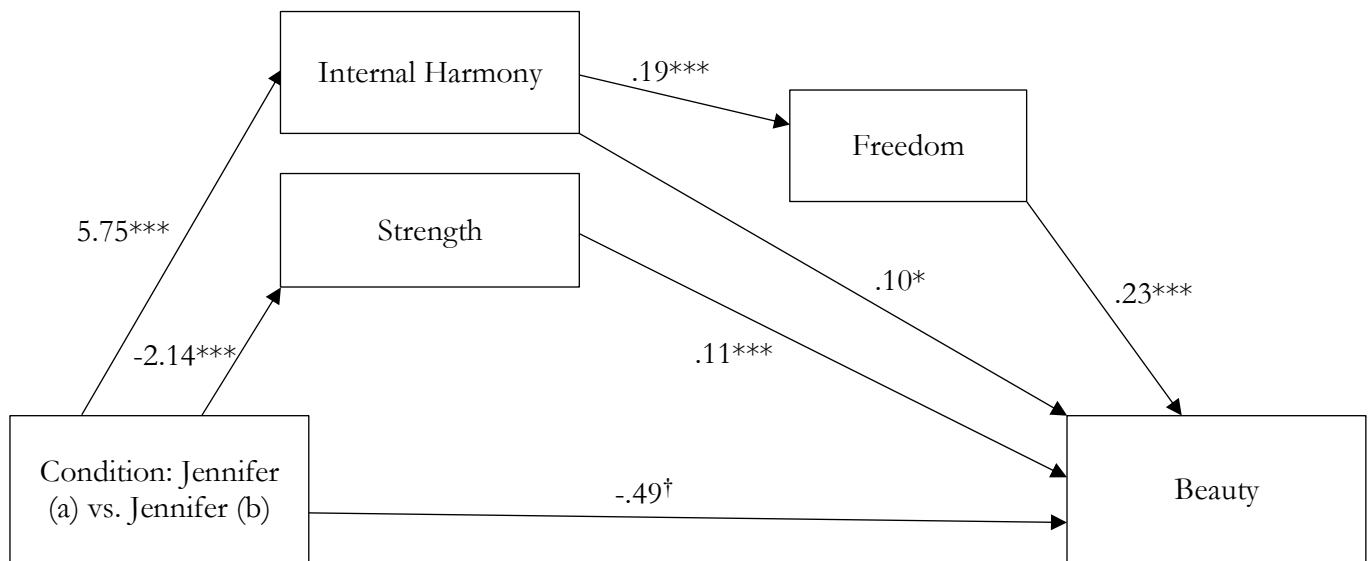 Internal Harmony
.19***
Freedom
5.75***
Strength
.10*
.23***
-2.14***
.11***
Condition: Jennifer
(a) vs. Jennifer (b)
-.49†
Beauty